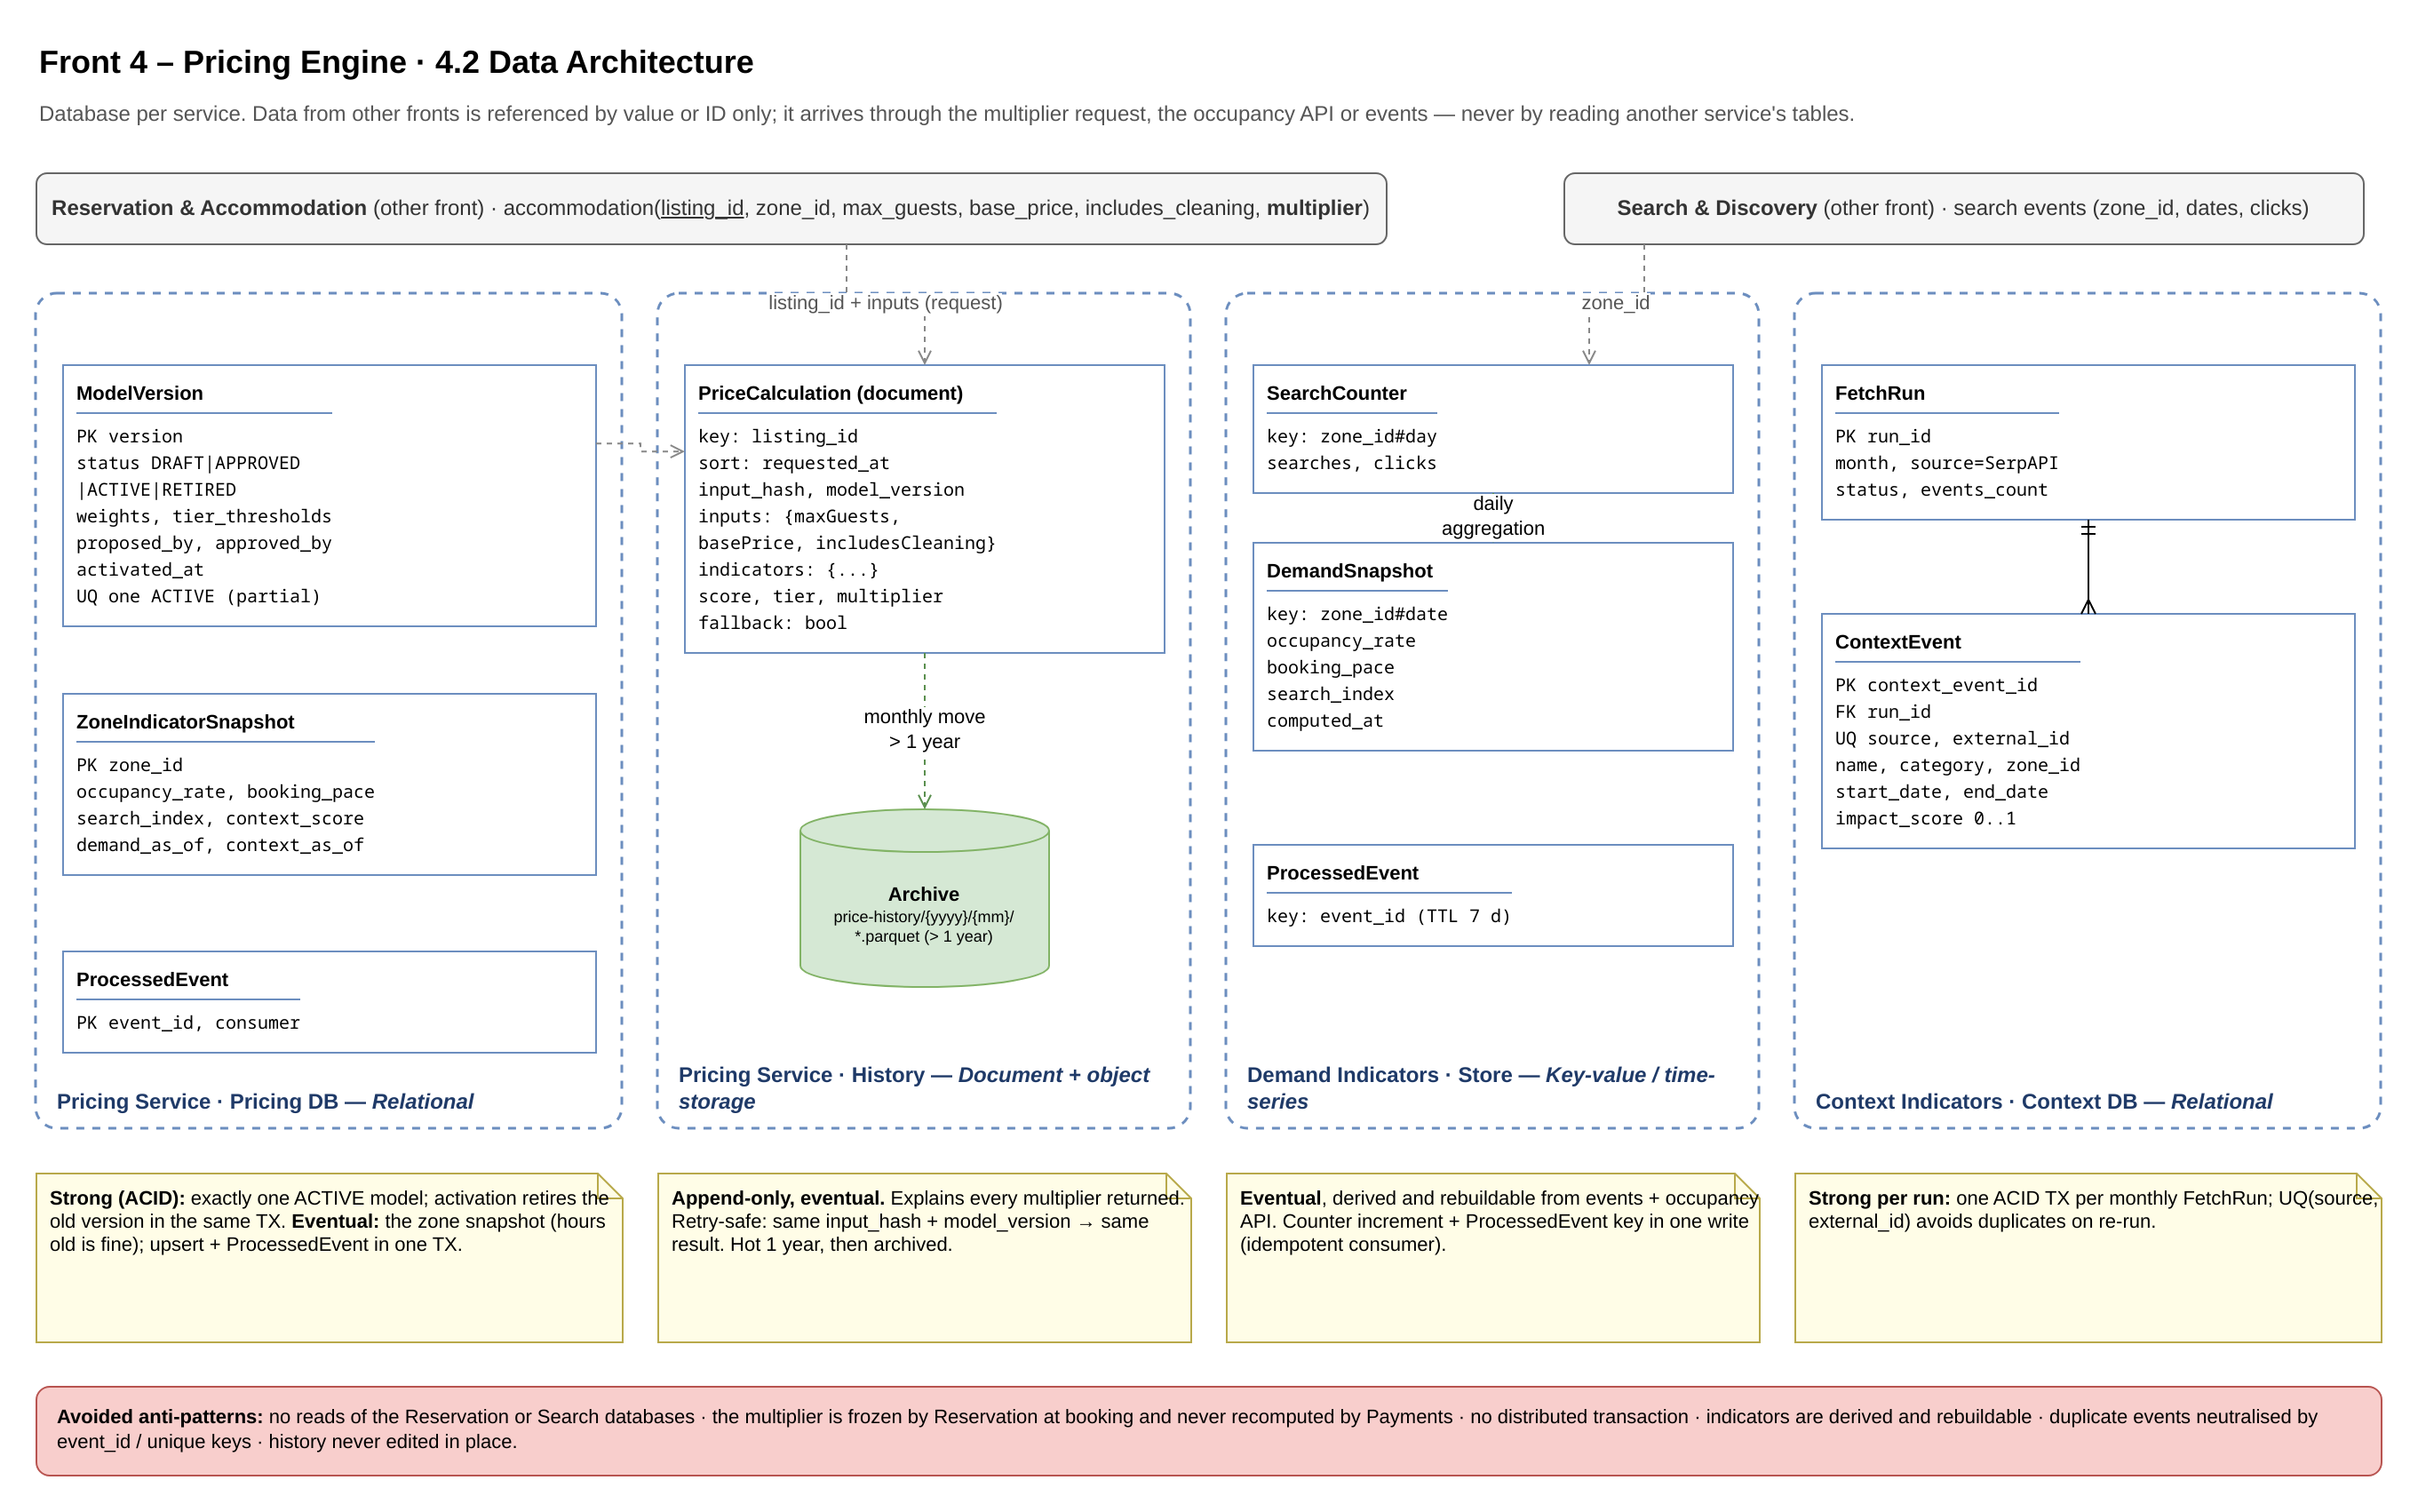 Front 4 – Pricing Engine · 4.2 Data Architecture
Database per service. Data from other fronts is referenced by value or ID only; it arrives through the multiplier request, the occupancy API or events — never by reading another service's tables.
Reservation & Accommodation (other front) · accommodation(listing_id, zone_id, max_guests, base_price, includes_cleaning, multiplier)
Search & Discovery (other front) · search events (zone_id, dates, clicks)
listing_id + inputs (request)
zone_id
ModelVersion
PK version
status DRAFT|APPROVED
|ACTIVE|RETIRED
weights, tier_thresholds
proposed_by, approved_by
activated_at
UQ one ACTIVE (partial)
ZoneIndicatorSnapshot
PK zone_id
occupancy_rate, booking_pace
search_index, context_score
demand_as_of, context_as_of
ProcessedEvent
PK event_id, consumer
Pricing Service · Pricing DB — Relational
PriceCalculation (document)
key: listing_id
sort: requested_at
input_hash, model_version
inputs: {maxGuests,
basePrice, includesCleaning}
indicators: {...}
score, tier, multiplier
fallback: bool
monthly move
> 1 year
Archive
price-history/{yyyy}/{mm}/
*.parquet (> 1 year)
Pricing Service · History — Document + object
storage
SearchCounter
key: zone_id#day
searches, clicks
daily
aggregation
DemandSnapshot
key: zone_id#date
occupancy_rate
booking_pace
search_index
computed_at
ProcessedEvent
key: event_id (TTL 7 d)
Demand Indicators · Store — Key-value / time-
series
FetchRun
PK run_id
month, source=SerpAPI
status, events_count
ContextEvent
PK context_event_id
FK run_id
UQ source, external_id
name, category, zone_id
start_date, end_date
impact_score 0..1
Context Indicators · Context DB — Relational
Strong (ACID): exactly one ACTIVE model; activation retires the
old version in the same TX. Eventual: the zone snapshot (hours
old is fine); upsert + ProcessedEvent in one TX.
Append-only, eventual. Explains every multiplier returned.
Retry-safe: same input_hash + model_version → same
result. Hot 1 year, then archived.
Eventual, derived and rebuildable from events + occupancy
API. Counter increment + ProcessedEvent key in one write
(idempotent consumer).
Strong per run: one ACID TX per monthly FetchRun; UQ(source,
external_id) avoids duplicates on re-run.
Avoided anti-patterns: no reads of the Reservation or Search databases · the multiplier is frozen by Reservation at booking and never recomputed by Payments · no distributed transaction · indicators are derived and rebuildable · duplicate events neutralised by
event_id / unique keys · history never edited in place.